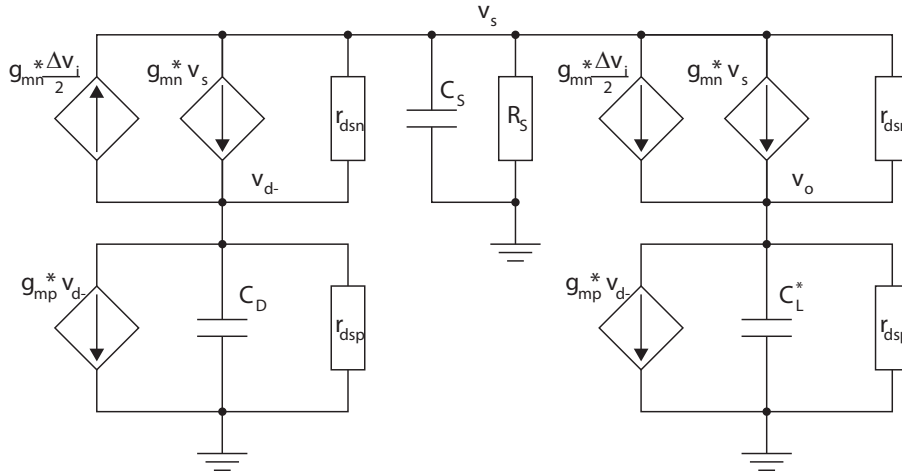 v_s
g_mn * Δv_i/2
g_mn * v_s
r_dsn
C_S
R_S
g_mn * Δv_i/2
g_mn * v_s
r_dsn
v_d-
v_o
g_mp * v_d-
C_D
r_dsp
g_mp * v_d-
C_L^*
r_dsp